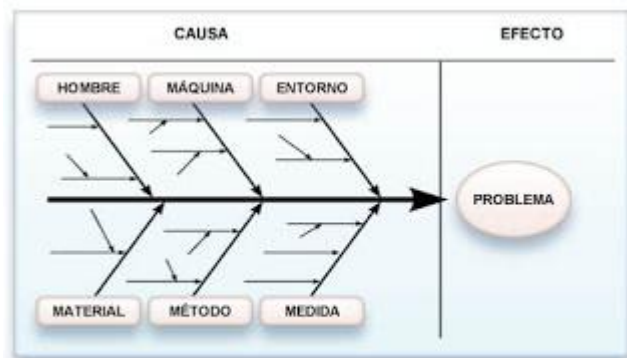 CAUSA EFECTO
HOMBRE MÁQUINA ENTORNO
PROBLEMA
MATERIAL MÉTODO MEDIDA